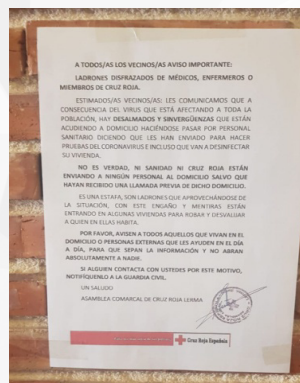 A TODOS/AS LOS VECINOS/AS AVISO IMPORTANTE:
LADRONES DISFRAZADOS DE MÉDICOS, ENFERMEROS O
MIEMBROS DE CRUZ ROJA.
ESTIMADOS/AS VECINOS/AS: LES COMUNICAMOS QUE A
CONSECUENCIA DEL VIRUS QUE ESTÁ AFECTANDO A TODA LA
POBLACIÓN, HAY DESALMADOS Y SINVERGÜENZAS QUE ESTÁN
ACUDIENDO A DOMICILIO HACIÉNDOSE PASAR POR PERSONAL
SANITARIO DICIENDO QUE LES HAN ENVIADO PARA HACER
PRUEBAS DEL CORONAVIRUS E INCLUSO QUE VAN A DESINFECTAR
SU VIVIENDA.
NO ES VERDAD, NI SANIDAD NI CRUZ ROJA ESTÁN
ENVIANDO A NINGÚN PERSONAL AL DOMICILIO SALVO QUE
HAYAN RECIBIDO UNA LLAMADA PREVIA DE DICHO DOMICILIO.
ES UNA ESTAFA, SON LADRONES QUE APROVECHÁNDOSE DE
LA SITUACIÓN, CON ESTE ENGAÑO Y MENTIRAS ESTÁN
ENTRANDO EN ALGUNAS VIVIENDAS PARA ROBAR Y DESVALIJAR
A QUIEN EN ELLAS HABITA.
POR FAVOR, AVISEN A TODOS AQUELLOS QUE VIVAN EN EL
DOMICILIO O PERSONAS EXTERNAS QUE LES AYUDEN EN EL DÍA
A DÍA, PARA QUE SEPAN LA INFORMACIÓN Y NO ABRAN
ABSOLUTAMENTE A NADIE.
SI ALGUIEN CONTACTA CON USTEDES POR ESTE MOTIVO,
NOTIFÍQUENLO A LA GUARDIA CIVIL.
UN SALUDO
ASAMBLEA COMARCAL DE CRUZ ROJA LERMA
Cruz Roja Española